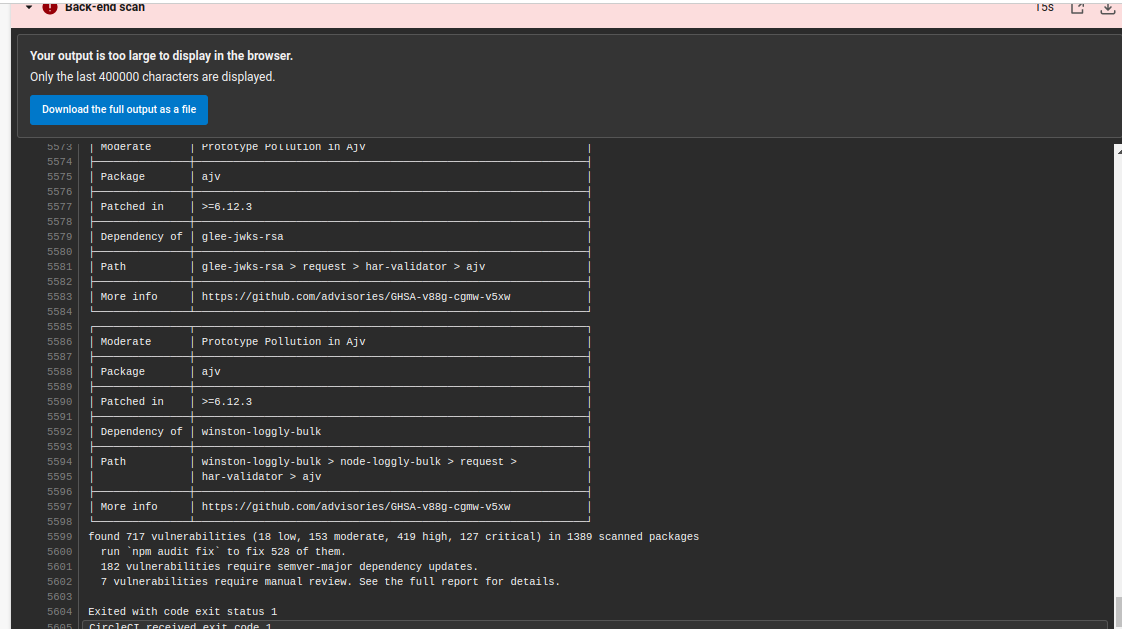 Back-end scan 15s
Your output is too large to display in the browser.
Only the last 400000 characters are displayed.
Download the full output as a file
5573 | Moderate | Prototype Pollution in Ajv |
5574
5575 | Package | ajv |
5576
5577 | Patched in | >=6.12.3 |
5578
5579 | Dependency of | glee-jwks-rsa |
5580
5581 | Path | glee-jwks-rsa > request > har-validator > ajv |
5582
5583 | More info | https://github.com/advisories/GHSA-v88g-cgmw-v5xw |
5584
5585
5586 | Moderate | Prototype Pollution in Ajv |
5587
5588 | Package | ajv |
5589
5590 | Patched in | >=6.12.3 |
5591
5592 | Dependency of | winston-loggly-bulk |
5593
5594 | Path | winston-loggly-bulk > node-loggly-bulk > request > |
5595 | | har-validator > ajv |
5596
5597 | More info | https://github.com/advisories/GHSA-v88g-cgmw-v5xw |
5598
5599 found 717 vulnerabilities (18 low, 153 moderate, 419 high, 127 critical) in 1389 scanned packages
5600 run `npm audit fix` to fix 528 of them.
5601 182 vulnerabilities require semver-major dependency updates.
5602 7 vulnerabilities require manual review. See the full report for details.
5603
5604 Exited with code exit status 1
5605 CircleCI received exit code 1